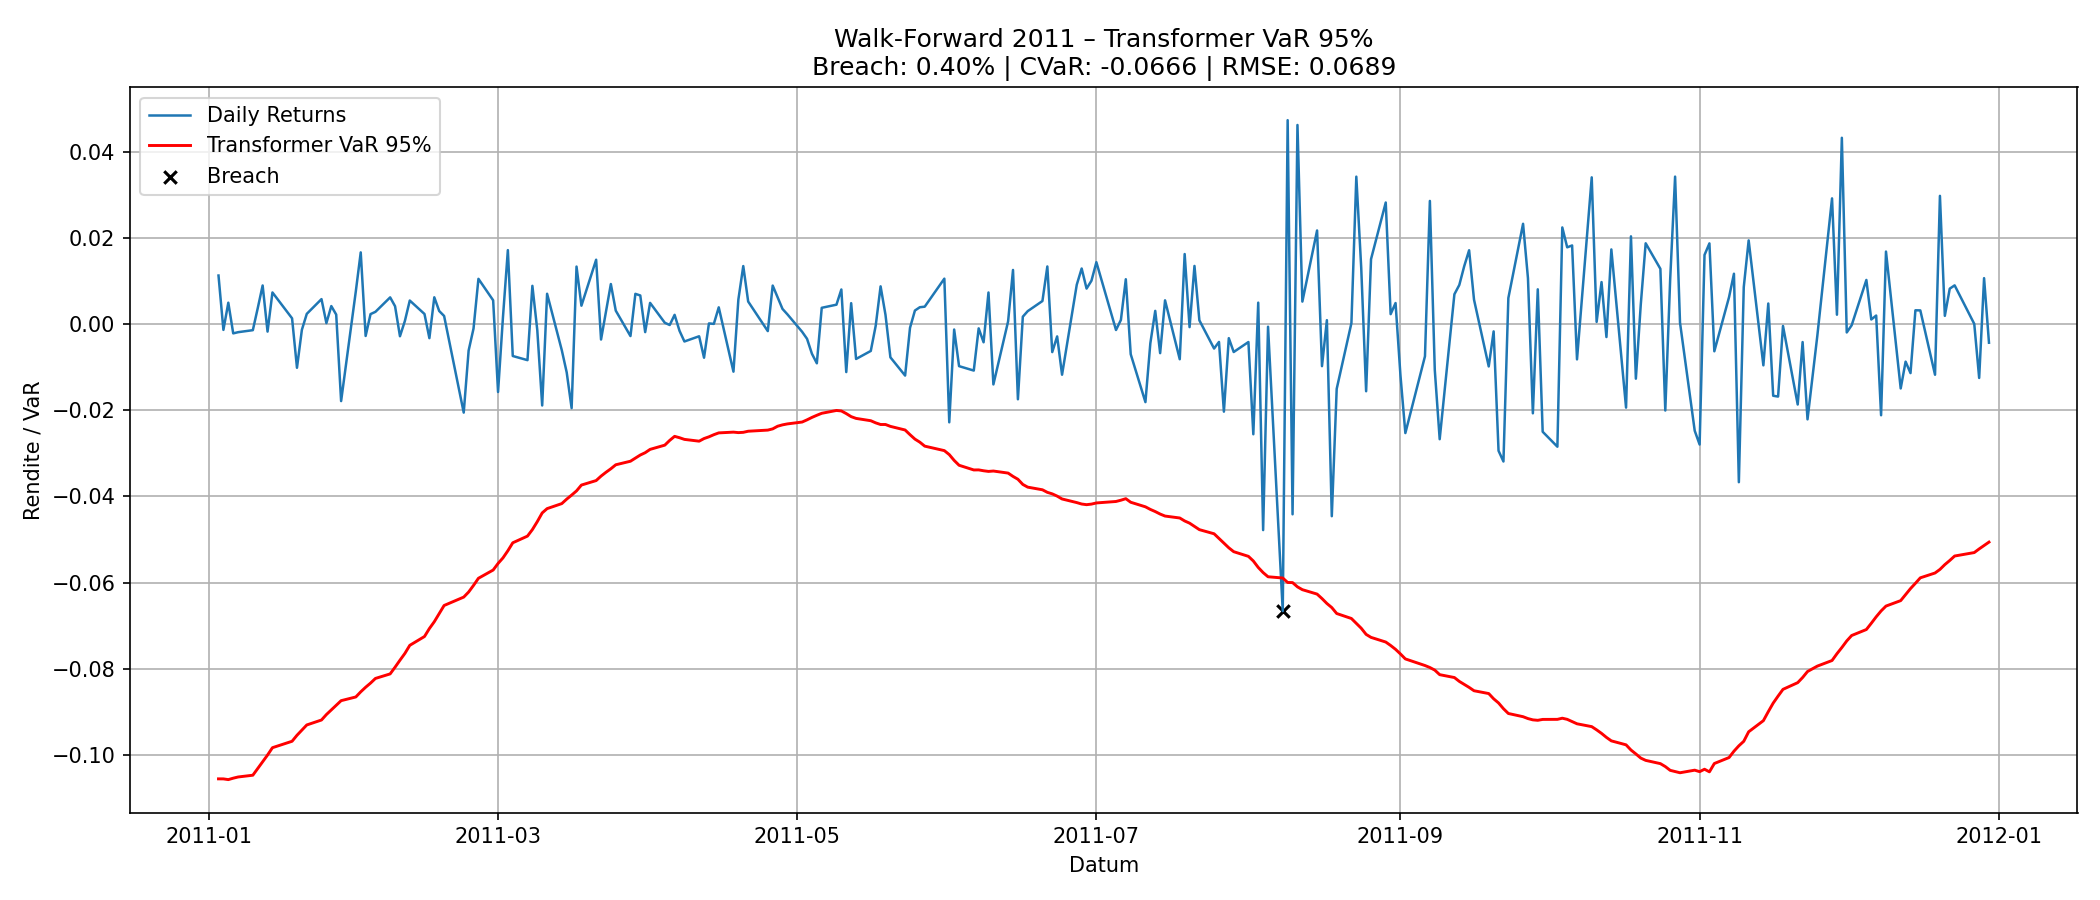 Walk-Forward 2011 – Transformer VaR 95%
Breach: 0.40% | CVaR: -0.0666 | RMSE: 0.0689
Daily Returns
Transformer VaR 95%
Breach
Rendite / VaR
0.04
0.02
0.00
−0.02
−0.04
−0.06
−0.08
−0.10
2011-01
2011-03
2011-05
2011-07
2011-09
2011-11
2012-01
Datum